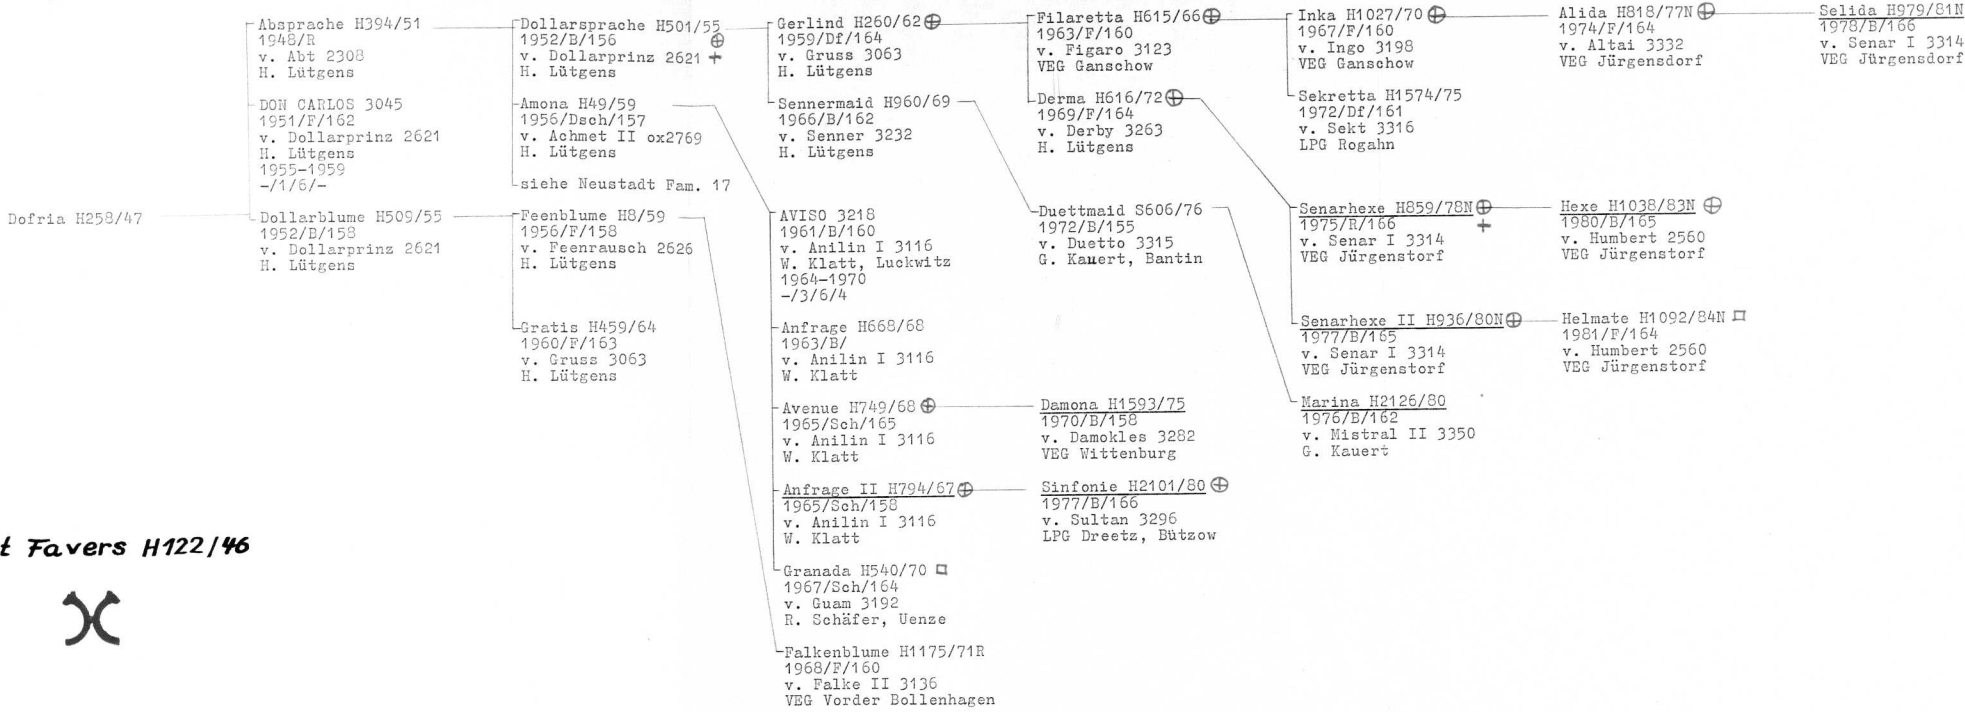 Dofria H258/47
Absprache H394/51
1948/R
v. Abt 2308
H. Lütgens
DON CARLOS 3045
1951/F/162
v. Dollarprinz 2621
H. Lütgens
1955-1959
-/1/6/-
Dollarblume H509/55
1952/B/158
v. Dollarprinz 2621
H. Lütgens
Dollarsprache H501/55
1952/B/156
v. Dollarprinz 2621
H. Lütgens
Amona H49/59
1956/Dsch/157
v. Achmet II ox2769
H. Lütgens
siehe Neustadt Fam. 17
Feenblume H8/59
1956/F/158
v. Feenrausch 2626
H. Lütgens
Gratis H459/64
1960/F/163
v. Gruss 3063
H. Lütgens
Gerlind H260/62
1959/Df/164
v. Gruss 3063
H. Lütgens
Sennermaid H960/69
1966/B/162
v. Senner 3232
H. Lütgens
AVISO 3218
1961/B/160
v. Anilin I 3116
W. Klatt, Luckwitz
1964-1970
-/3/6/4
Anfrage H668/68
1963/B/
v. Anilin I 3116
W. Klatt
Avenue H749/68
1965/Sch/165
v. Anilin I 3116
W. Klatt
Anfrage II H794/67
1965/Sch/158
v. Anilin I 3116
W. Klatt
Granada H540/70
1967/Sch/164
v. Guam 3192
R. Schäfer, Uenze
Falkenblume H1175/71R
1968/F/160
v. Falke II 3136
VEG Vorder Bollenhagen
Filaretta H615/66
1963/F/160
v. Figaro 3123
VEG Ganschow
Derma H616/72
1969/F/164
v. Derby 3263
H. Lütgens
Duettmaid S606/76
1972/B/155
v. Duetto 3315
G. Kauert, Bantin
Damona H1593/75
1970/B/158
v. Damokles 3282
VEG Wittenburg
Sinfonie H2101/80
1977/B/166
v. Sultan 3296
LPG Dreetz, Bützow
Inka H1027/70
1967/F/160
v. Ingo 3198
VEG Ganschow
Sekretta H1574/75
1972/Df/161
v. Sekt 3316
LPG Rogahn
Senarhexe H859/78N
1975/R/166
v. Senar I 3314
VEG Jürgenstorf
Senarhexe II H936/80N
1977/B/165
v. Senar I 3314
VEG Jürgenstorf
Marina H2126/80
1976/B/162
v. Mistral II 3350
G. Kauert
Alida H818/77N
1974/F/164
v. Altai 3332
VEG Jürgensdorf
Hexe H1038/83N
1980/B/165
v. Humbert 2560
VEG Jürgenstorf
Helmate H1092/84N
1981/F/164
v. Humbert 2560
VEG Jürgenstorf
Selida H979/81N
1978/B/166
v. Senar I 3314
VEG Jürgensdorf
t Favers H122/46